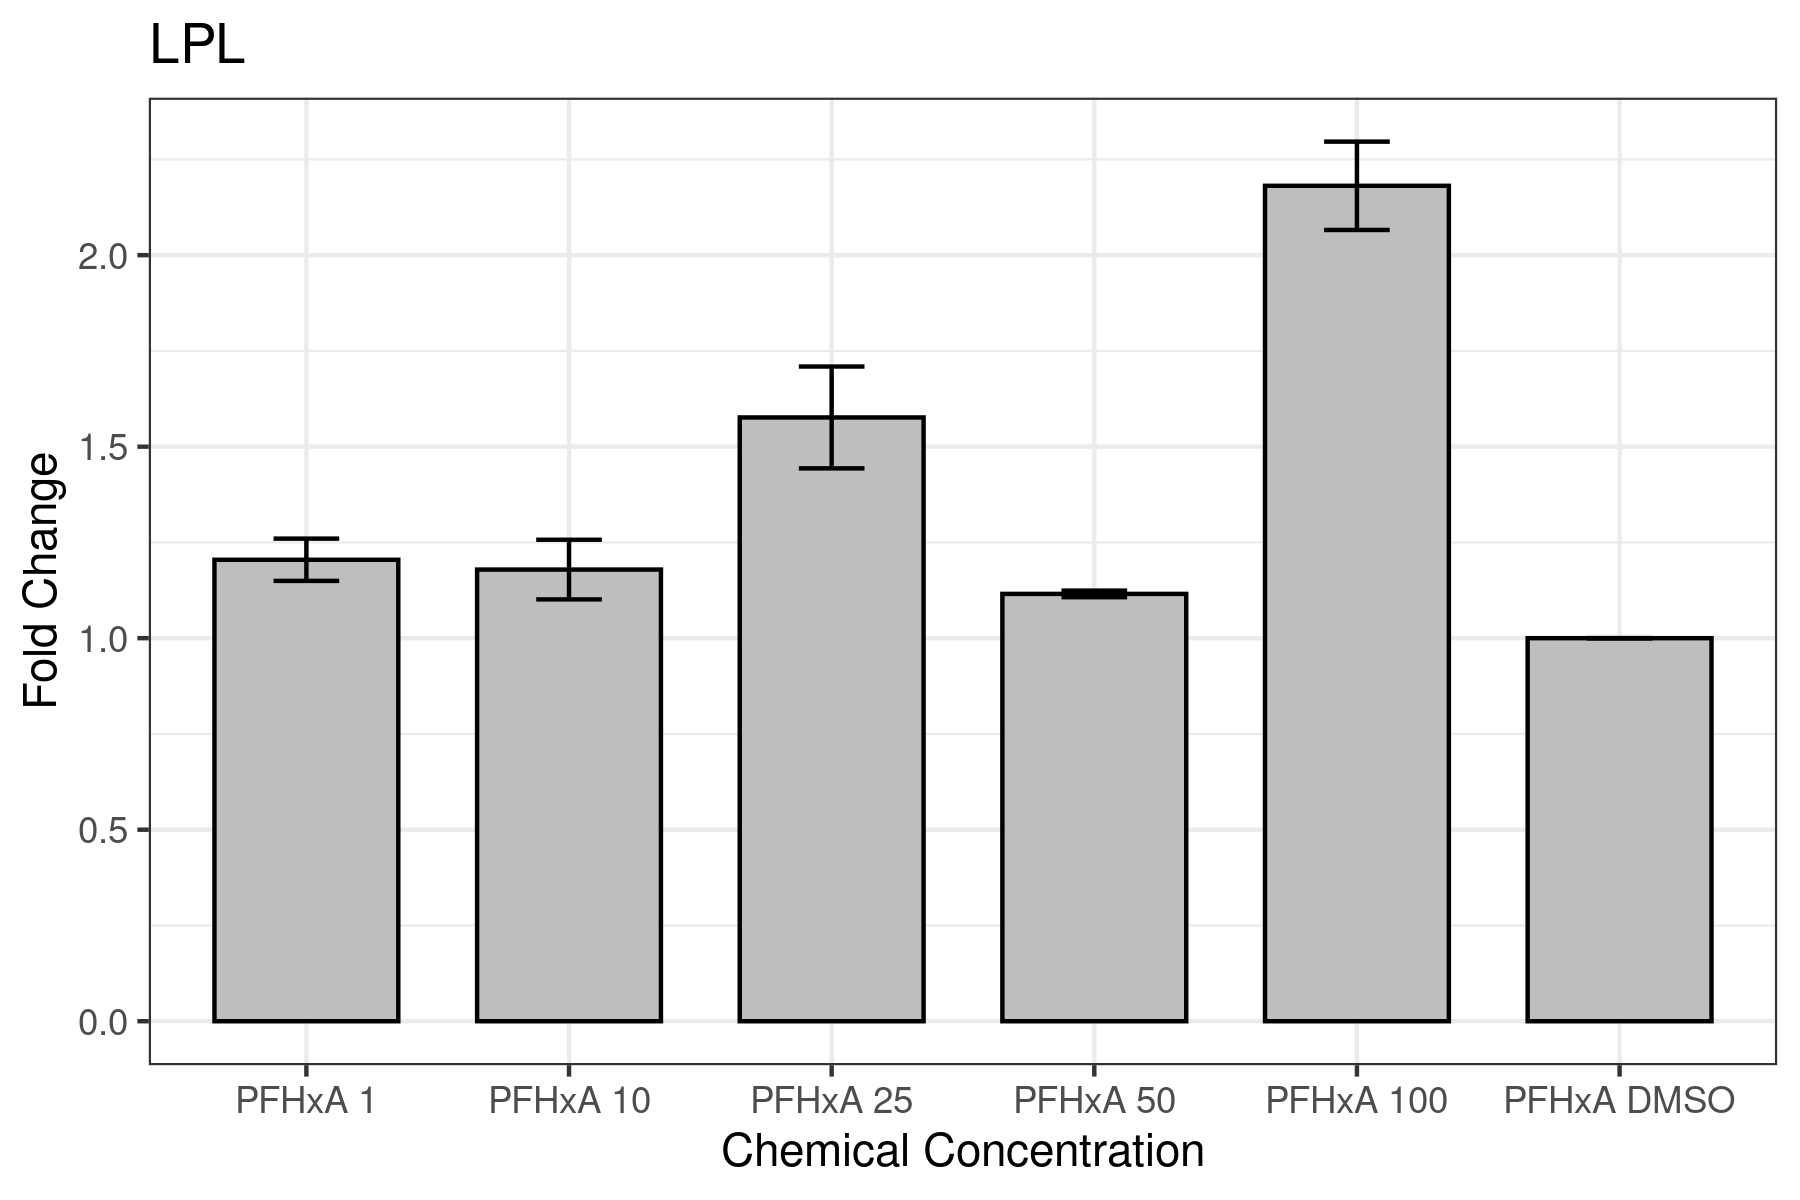 LPL
Fold Change
2.0
1.5
1.0
0.5
0.0
PFHxA 1 PFHxA 10 PFHxA 25 PFHxA 50 PFHxA 100 PFHxA DMSO
Chemical Concentration